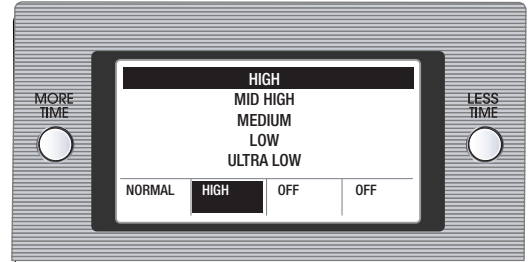 HIGH
MORE TIME
MID HIGH
LESS TIME
MEDIUM
LOW
ULTRA LOW
NORMAL HIGH OFF OFF